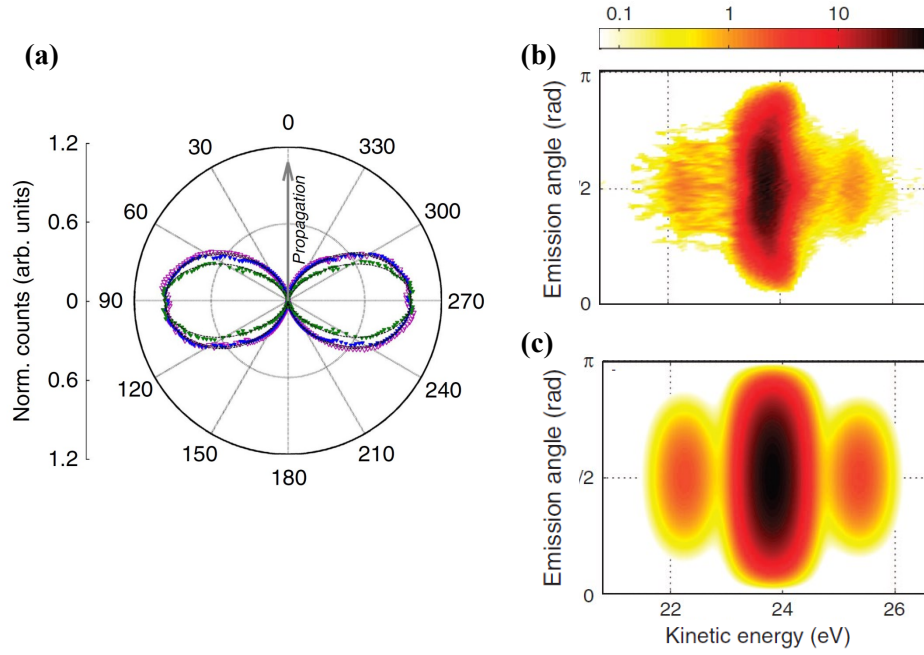 (a)
Norm. counts (arb. units)
1.2
0.6
0
0.6
1.2
0
30
330
60
300
90
270
120
240
150
210
180
Propagation
0.1
1
10
(b)
Emission angle (rad)
π
/2
0
(c)
Emission angle (rad)
π
/2
0
22
24
26
Kinetic energy (eV)